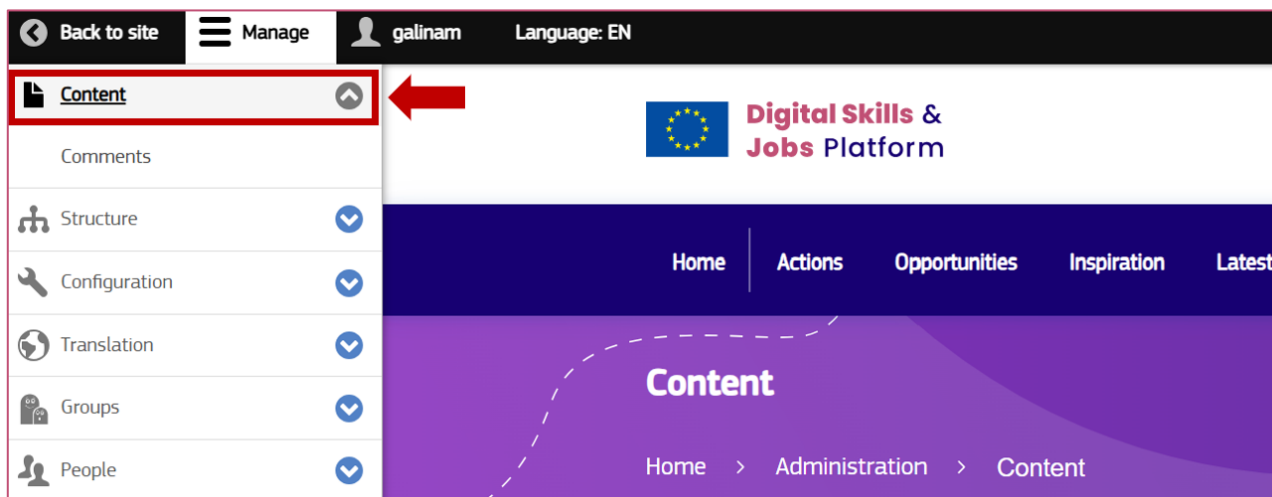 Back to site Manage galinam Language: EN
Content
Comments
Structure
Configuration
Translation
Groups
People
Digital Skills &
Jobs Platform
Home Actions Opportunities Inspiration Latest
Content
Home > Administration > Content